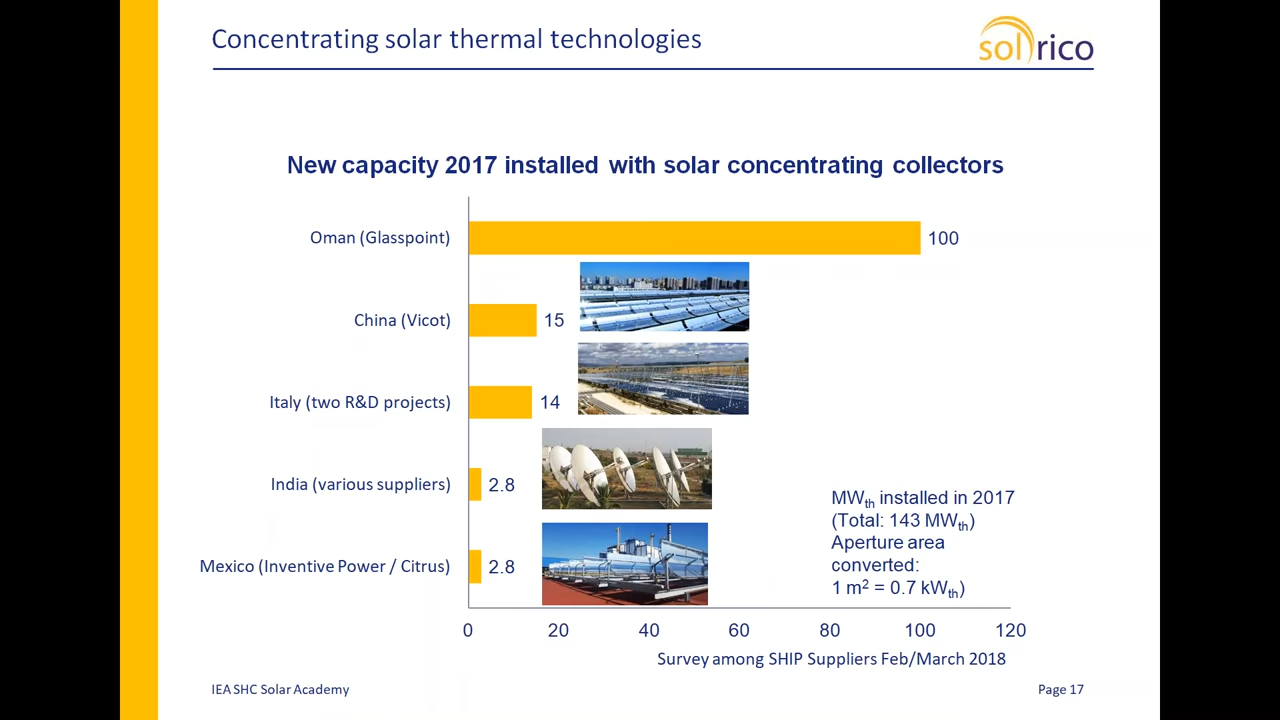 Concentrating solar thermal technologies
solrico
New capacity 2017 installed with solar concentrating collectors
Oman (Glasspoint)
100
China (Vicot)
15
Italy (two R&D projects)
14
India (various suppliers)
2.8
Mexico (Inventive Power / Citrus)
2.8
MWth installed in 2017
(Total: 143 MWth)
Aperture area
converted:
1 m² = 0.7 kWth)
0 20 40 60 80 100 120
Survey among SHIP Suppliers Feb/March 2018
IEA SHC Solar Academy
Page 17